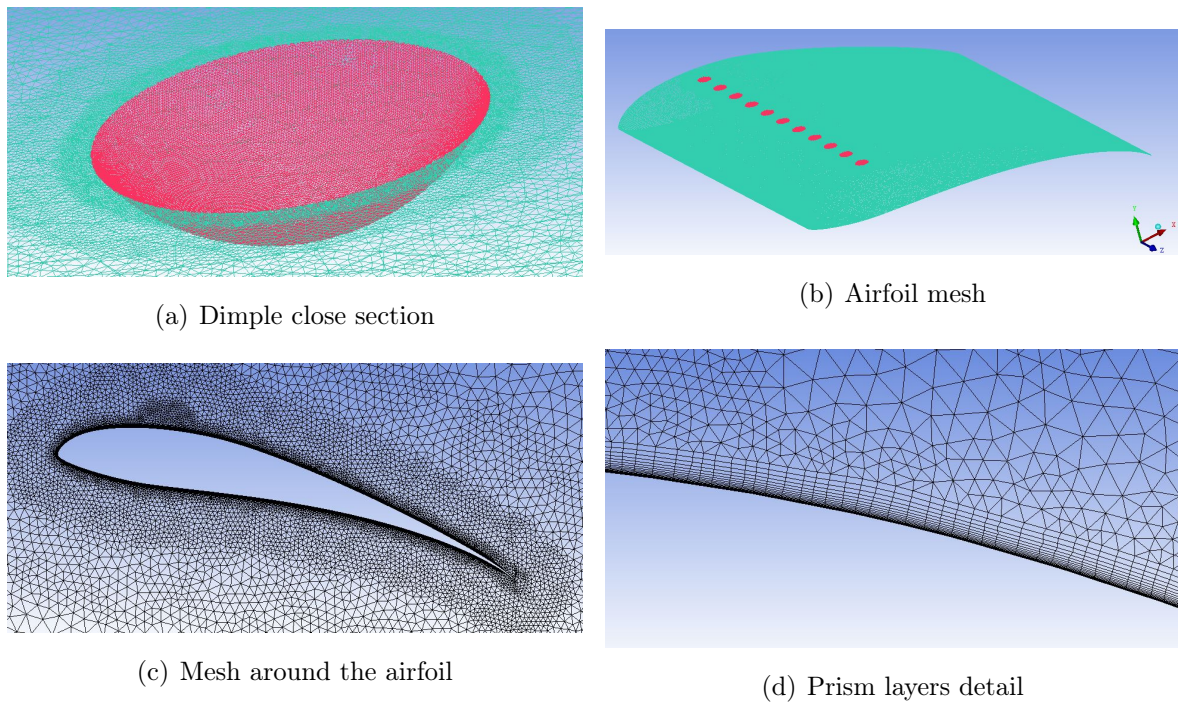 (a) Dimple close section
Y
X
Z
(b) Airfoil mesh
(c) Mesh around the airfoil
(d) Prism layers detail